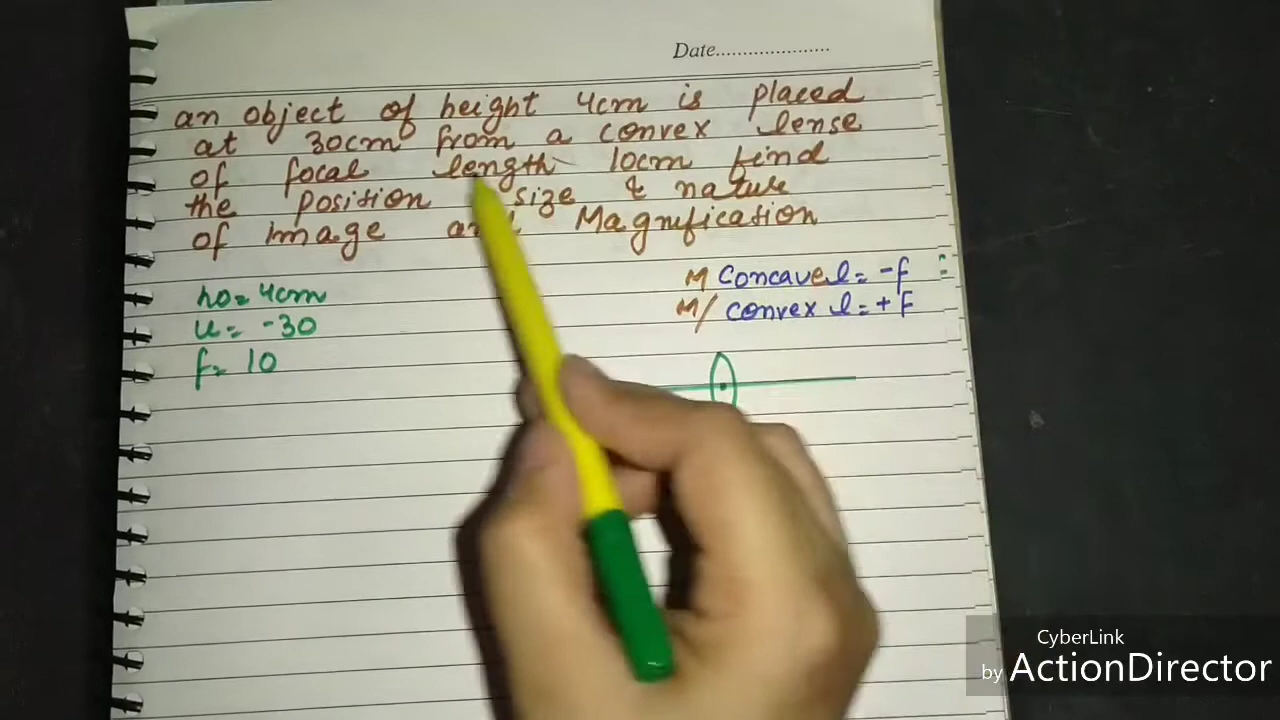 Date.....................
an object of height 4cm is placed
at 30cm from a convex lense
of focal length 10cm find
the position size & nature
of image and Magnification
ho = 4cm
u = -30
f = 10
M Concave l = -f
M/ convex l = +F
CyberLink
by ActionDirector